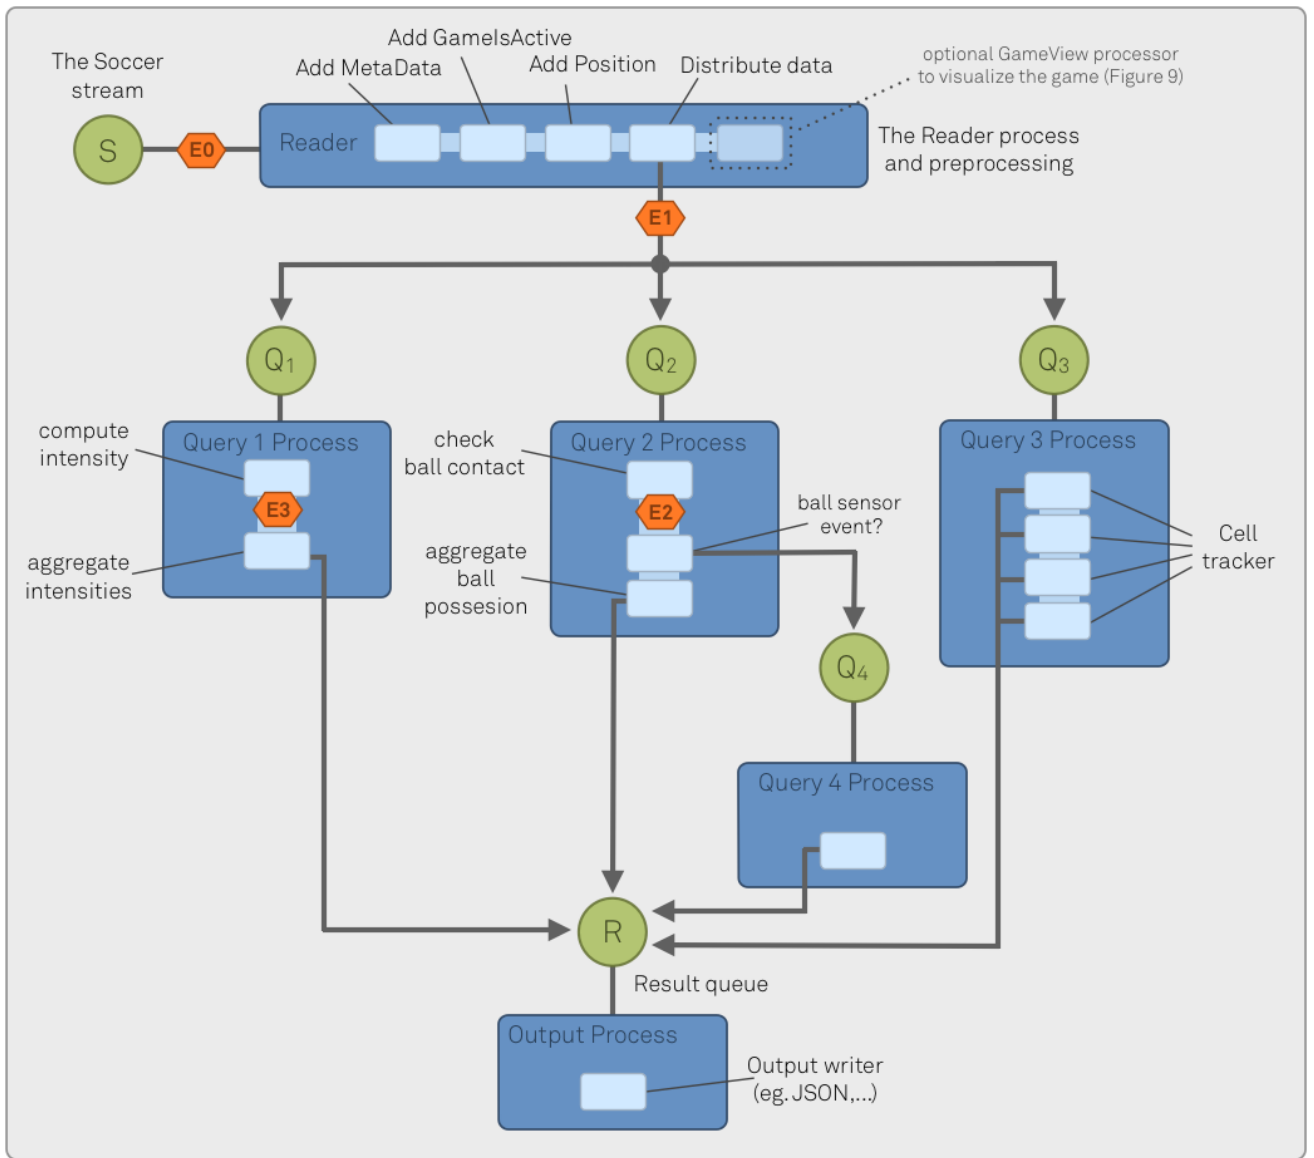 The Soccer
stream
Add MetaData
Add GameIsActive
Add Position
Distribute data
optional GameView processor
to visualize the game (Figure 9)
S
E0
Reader
The Reader process
and preprocessing
E1
Q1
Q2
Q3
Query 1 Process
compute
intensity
E3
aggregate
intensities
Query 2 Process
check
ball contact
E2
ball sensor
event?
aggregate
ball
possesion
Query 3 Process
Cell
tracker
Q4
Query 4 Process
R
Result queue
Output Process
Output writer
(eg. JSON,...)